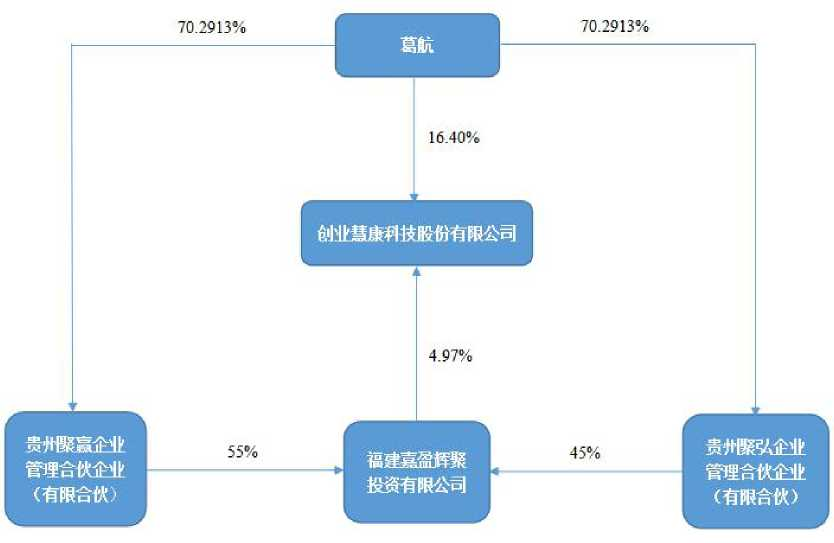 70.2913%
葛航
70.2913%
16.40%
创业慧康科技股份有限公司
4.97%
贵州聚赢企业
管理合伙企业
（有限合伙）
55%
福建嘉盈辉聚
投资有限公司
45%
贵州聚弘企业
管理合伙企业
（有限合伙）